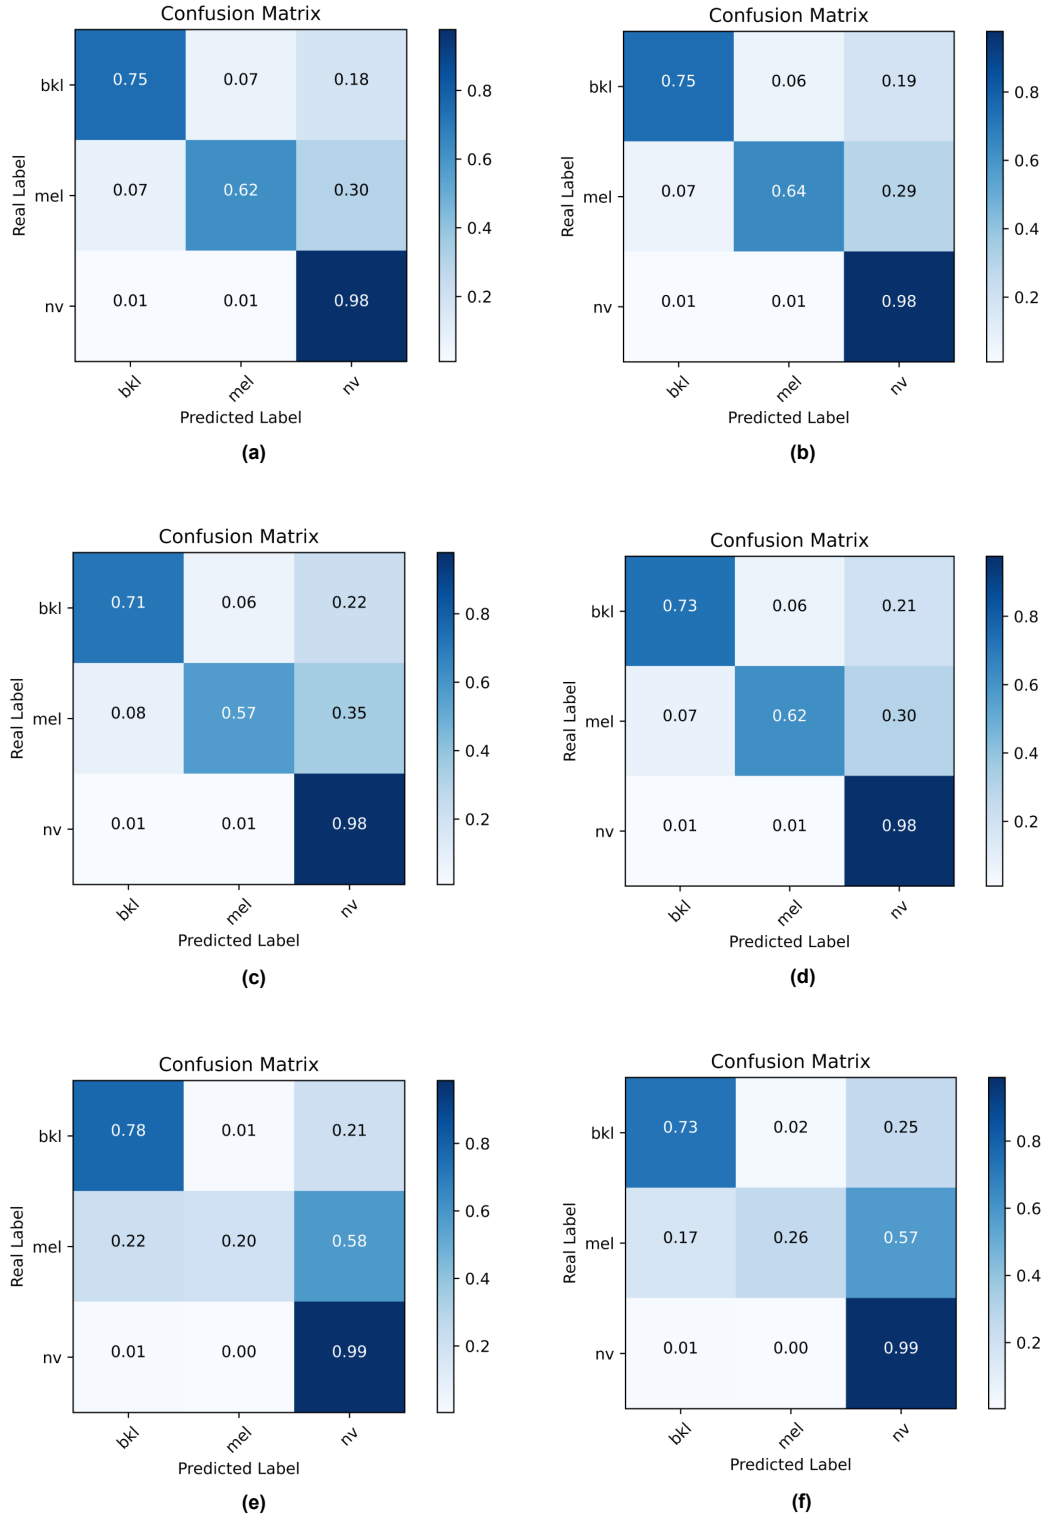 Confusion Matrix
bkl 0.75 0.07 0.18
mel 0.07 0.62 0.30
nv 0.01 0.01 0.98
bkl mel nv
Real Label
Predicted Label
0.8
0.6
0.4
0.2
(a)
Confusion Matrix
bkl 0.75 0.06 0.19
mel 0.07 0.64 0.29
nv 0.01 0.01 0.98
bkl mel nv
Real Label
Predicted Label
0.8
0.6
0.4
0.2
(b)
Confusion Matrix
bkl 0.71 0.06 0.22
mel 0.08 0.57 0.35
nv 0.01 0.01 0.98
bkl mel nv
Real Label
Predicted Label
0.8
0.6
0.4
0.2
(c)
Confusion Matrix
bkl 0.73 0.06 0.21
mel 0.07 0.62 0.30
nv 0.01 0.01 0.98
bkl mel nv
Real Label
Predicted Label
0.8
0.6
0.4
0.2
(d)
Confusion Matrix
bkl 0.78 0.01 0.21
mel 0.22 0.20 0.58
nv 0.01 0.00 0.99
bkl mel nv
Real Label
Predicted Label
0.8
0.6
0.4
0.2
(e)
Confusion Matrix
bkl 0.73 0.02 0.25
mel 0.17 0.26 0.57
nv 0.01 0.00 0.99
bkl mel nv
Real Label
Predicted Label
0.8
0.6
0.4
0.2
(f)